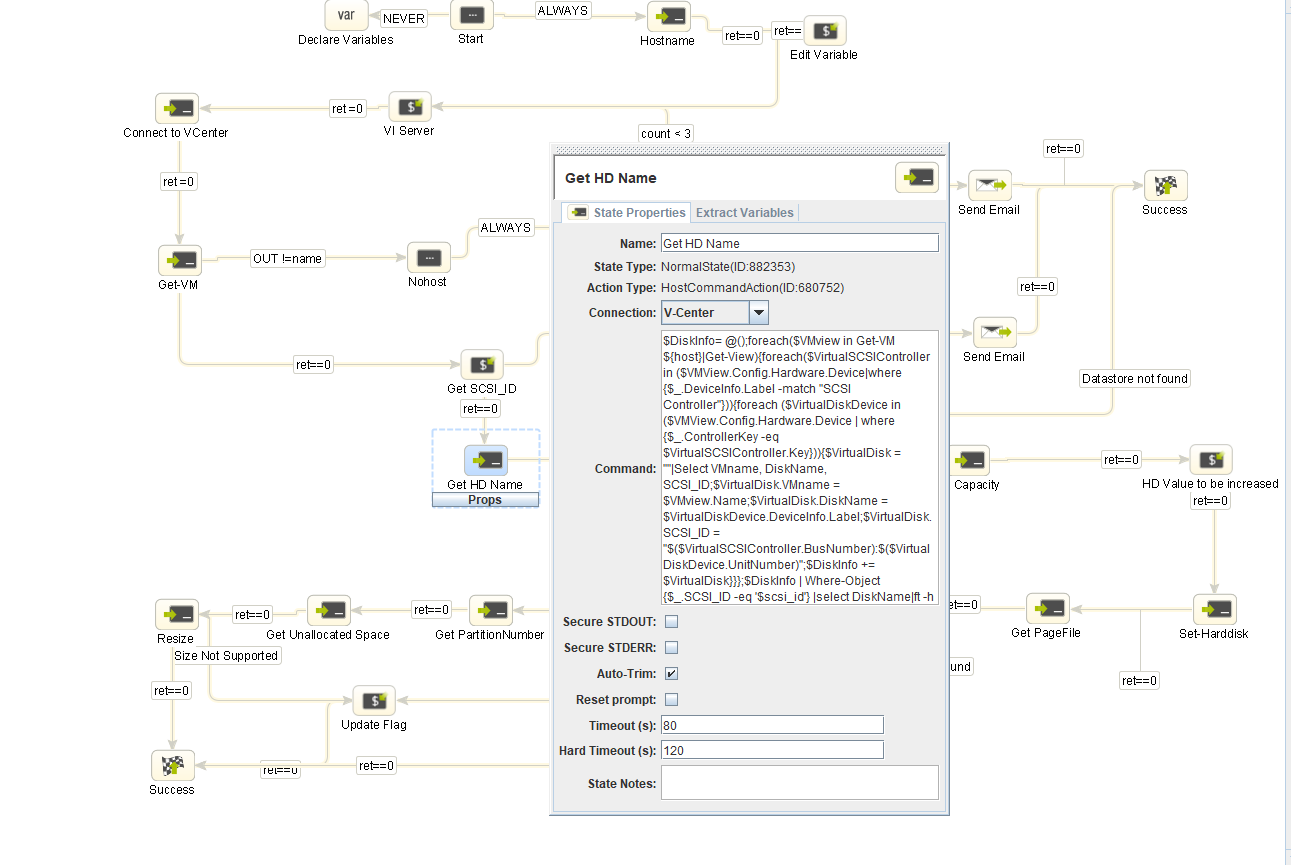 var
NEVER
ALWAYS
Declare Variables
Start
Hostname
ret==0
ret==
Edit Variable
Connect to VCenter
ret =0
VI Server
count < 3
ret =0
ret==0
Send Email
Success
OUT !=name
ALWAYS
Get-VM
Nohost
ret==0
Send Email
ret==0
Get SCSI_ID
Datastore not found
ret==0
Get HD Name
Props
Capacity
ret==0
HD Value to be increased
ret==0
Get HD Name
State Properties
Extract Variables
Name: Get HD Name
State Type: NormalState(ID:882353)
Action Type: HostCommandAction(ID:680752)
Connection: V-Center
Command:
$DiskInfo= @();foreach($VMview in Get-VM
${host}|Get-View){foreach($VirtualSCSIController
in ($VMView.Config.Hardware.Device|where
{$_.DeviceInfo.Label -match "SCSI
Controller"})){foreach ($VirtualDiskDevice in
($VMView.Config.Hardware.Device | where
{$_.ControllerKey -eq
$VirtualSCSIController.Key})){$VirtualDisk =
""|Select VMname, DiskName,
SCSI_ID;$VirtualDisk.VMname =
$VMview.Name;$VirtualDisk.DiskName =
$VirtualDiskDevice.DeviceInfo.Label;$VirtualDisk.
SCSI_ID =
"$($VirtualSCSIController.BusNumber):$($Virtual
DiskDevice.UnitNumber)";$DiskInfo +=
$VirtualDisk}}};$DiskInfo | Where-Object
{$_.SCSI_ID -eq '$scsi_id'} |select DiskName|ft -h
Secure STDOUT:
Secure STDERR:
Auto-Trim:
Reset prompt:
Timeout (s): 80
Hard Timeout (s): 120
State Notes:
Resize
ret==0
Get Unallocated Space
ret==0
Get PartitionNumber
Size Not Supported
ret==0
Update Flag
Success
ret==0
ret==0
et==0
Get PageFile
Set-Harddisk
und
ret==0